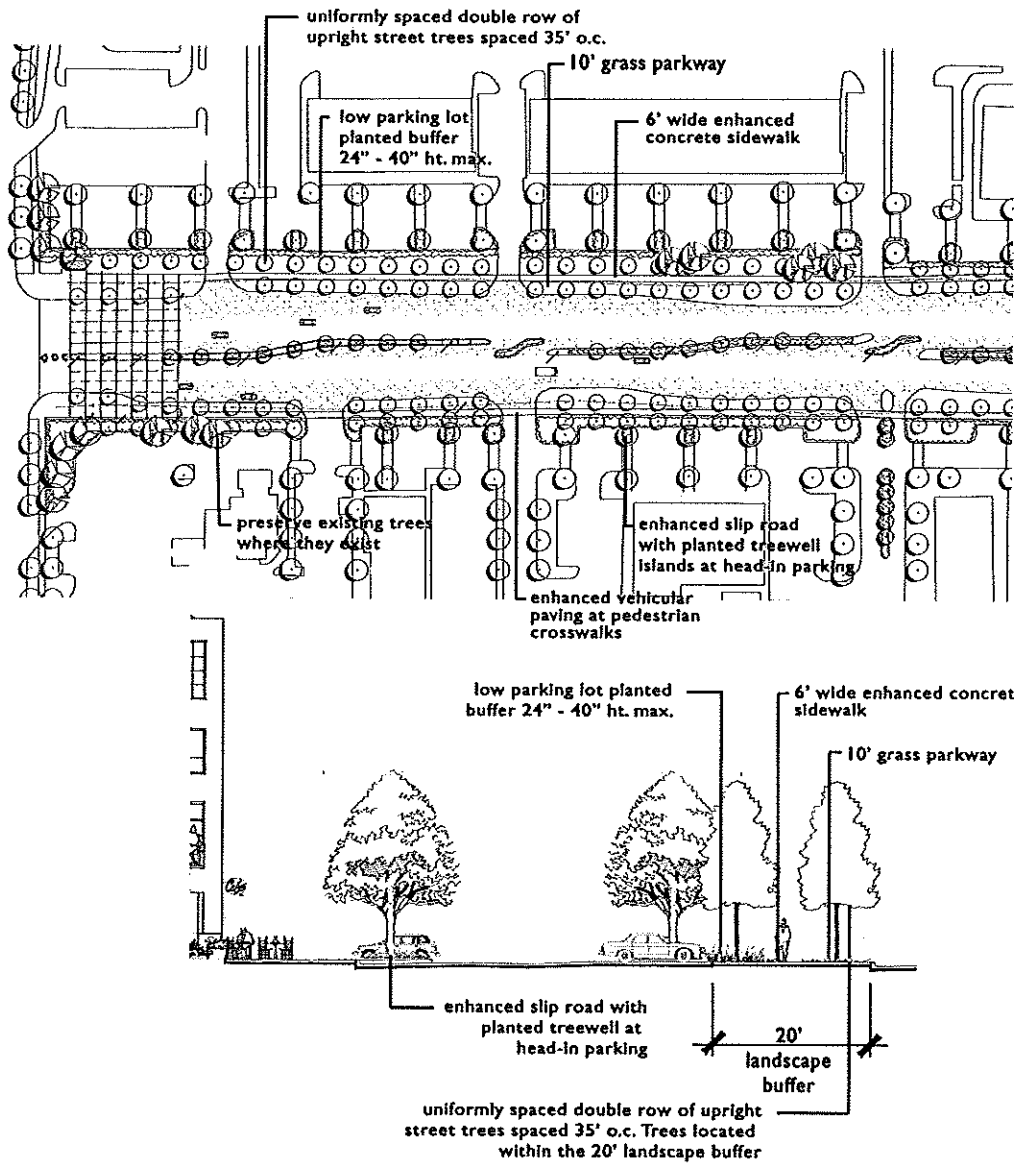 uniformly spaced double row of
upright street trees spaced 35' o.c.
10' grass parkway
low parking lot
planted buffer
24" - 40" ht. max.
6' wide enhanced
concrete sidewalk
preserve existing trees
where they exist
enhanced slip road
with planted treewell
islands at head-in parking
enhanced vehicular
paving at pedestrian
crosswalks
low parking lot planted
buffer 24" - 40" ht. max.
6' wide enhanced concret
sidewalk
10' grass parkway
enhanced slip road with
planted treewell at
head-in parking
20'
landscape
buffer
uniformly spaced double row of upright
street trees spaced 35' o.c. Trees located
within the 20' landscape buffer